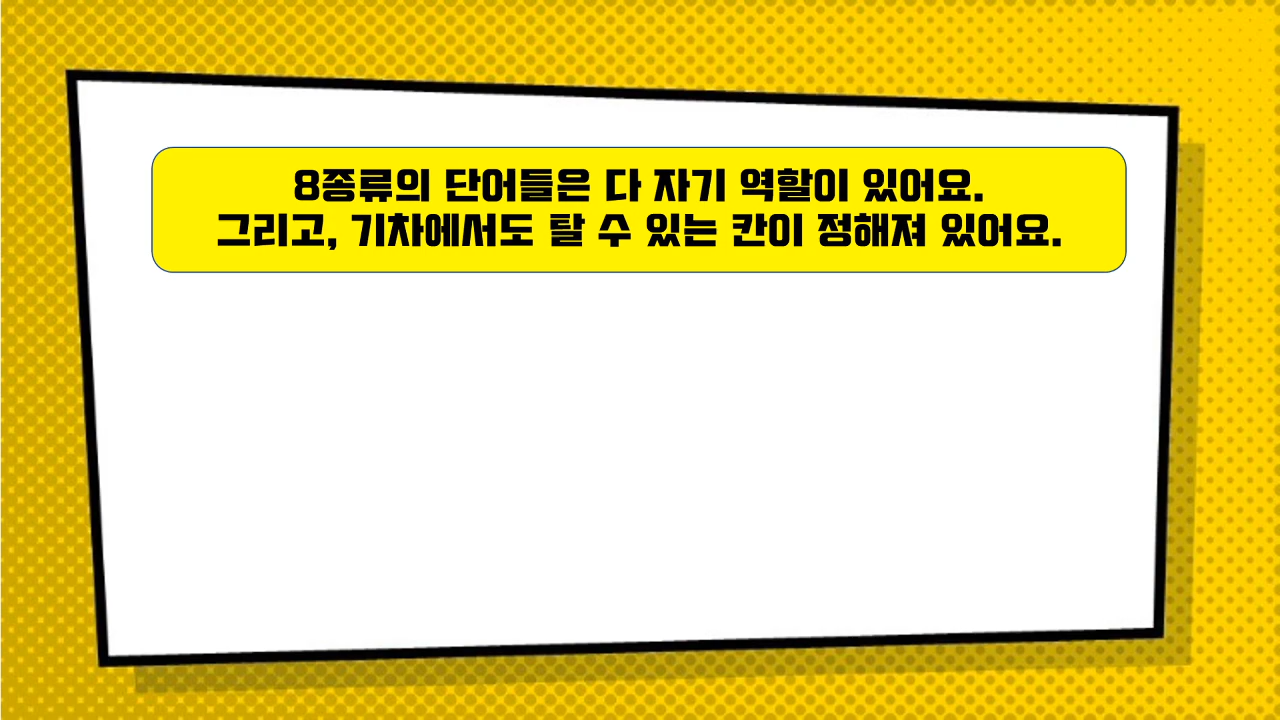 8종류의 단어들은 다 자기 역할이 있어요.
그리고, 기차에서도 탈 수 있는 칸이 정해져 있어요.